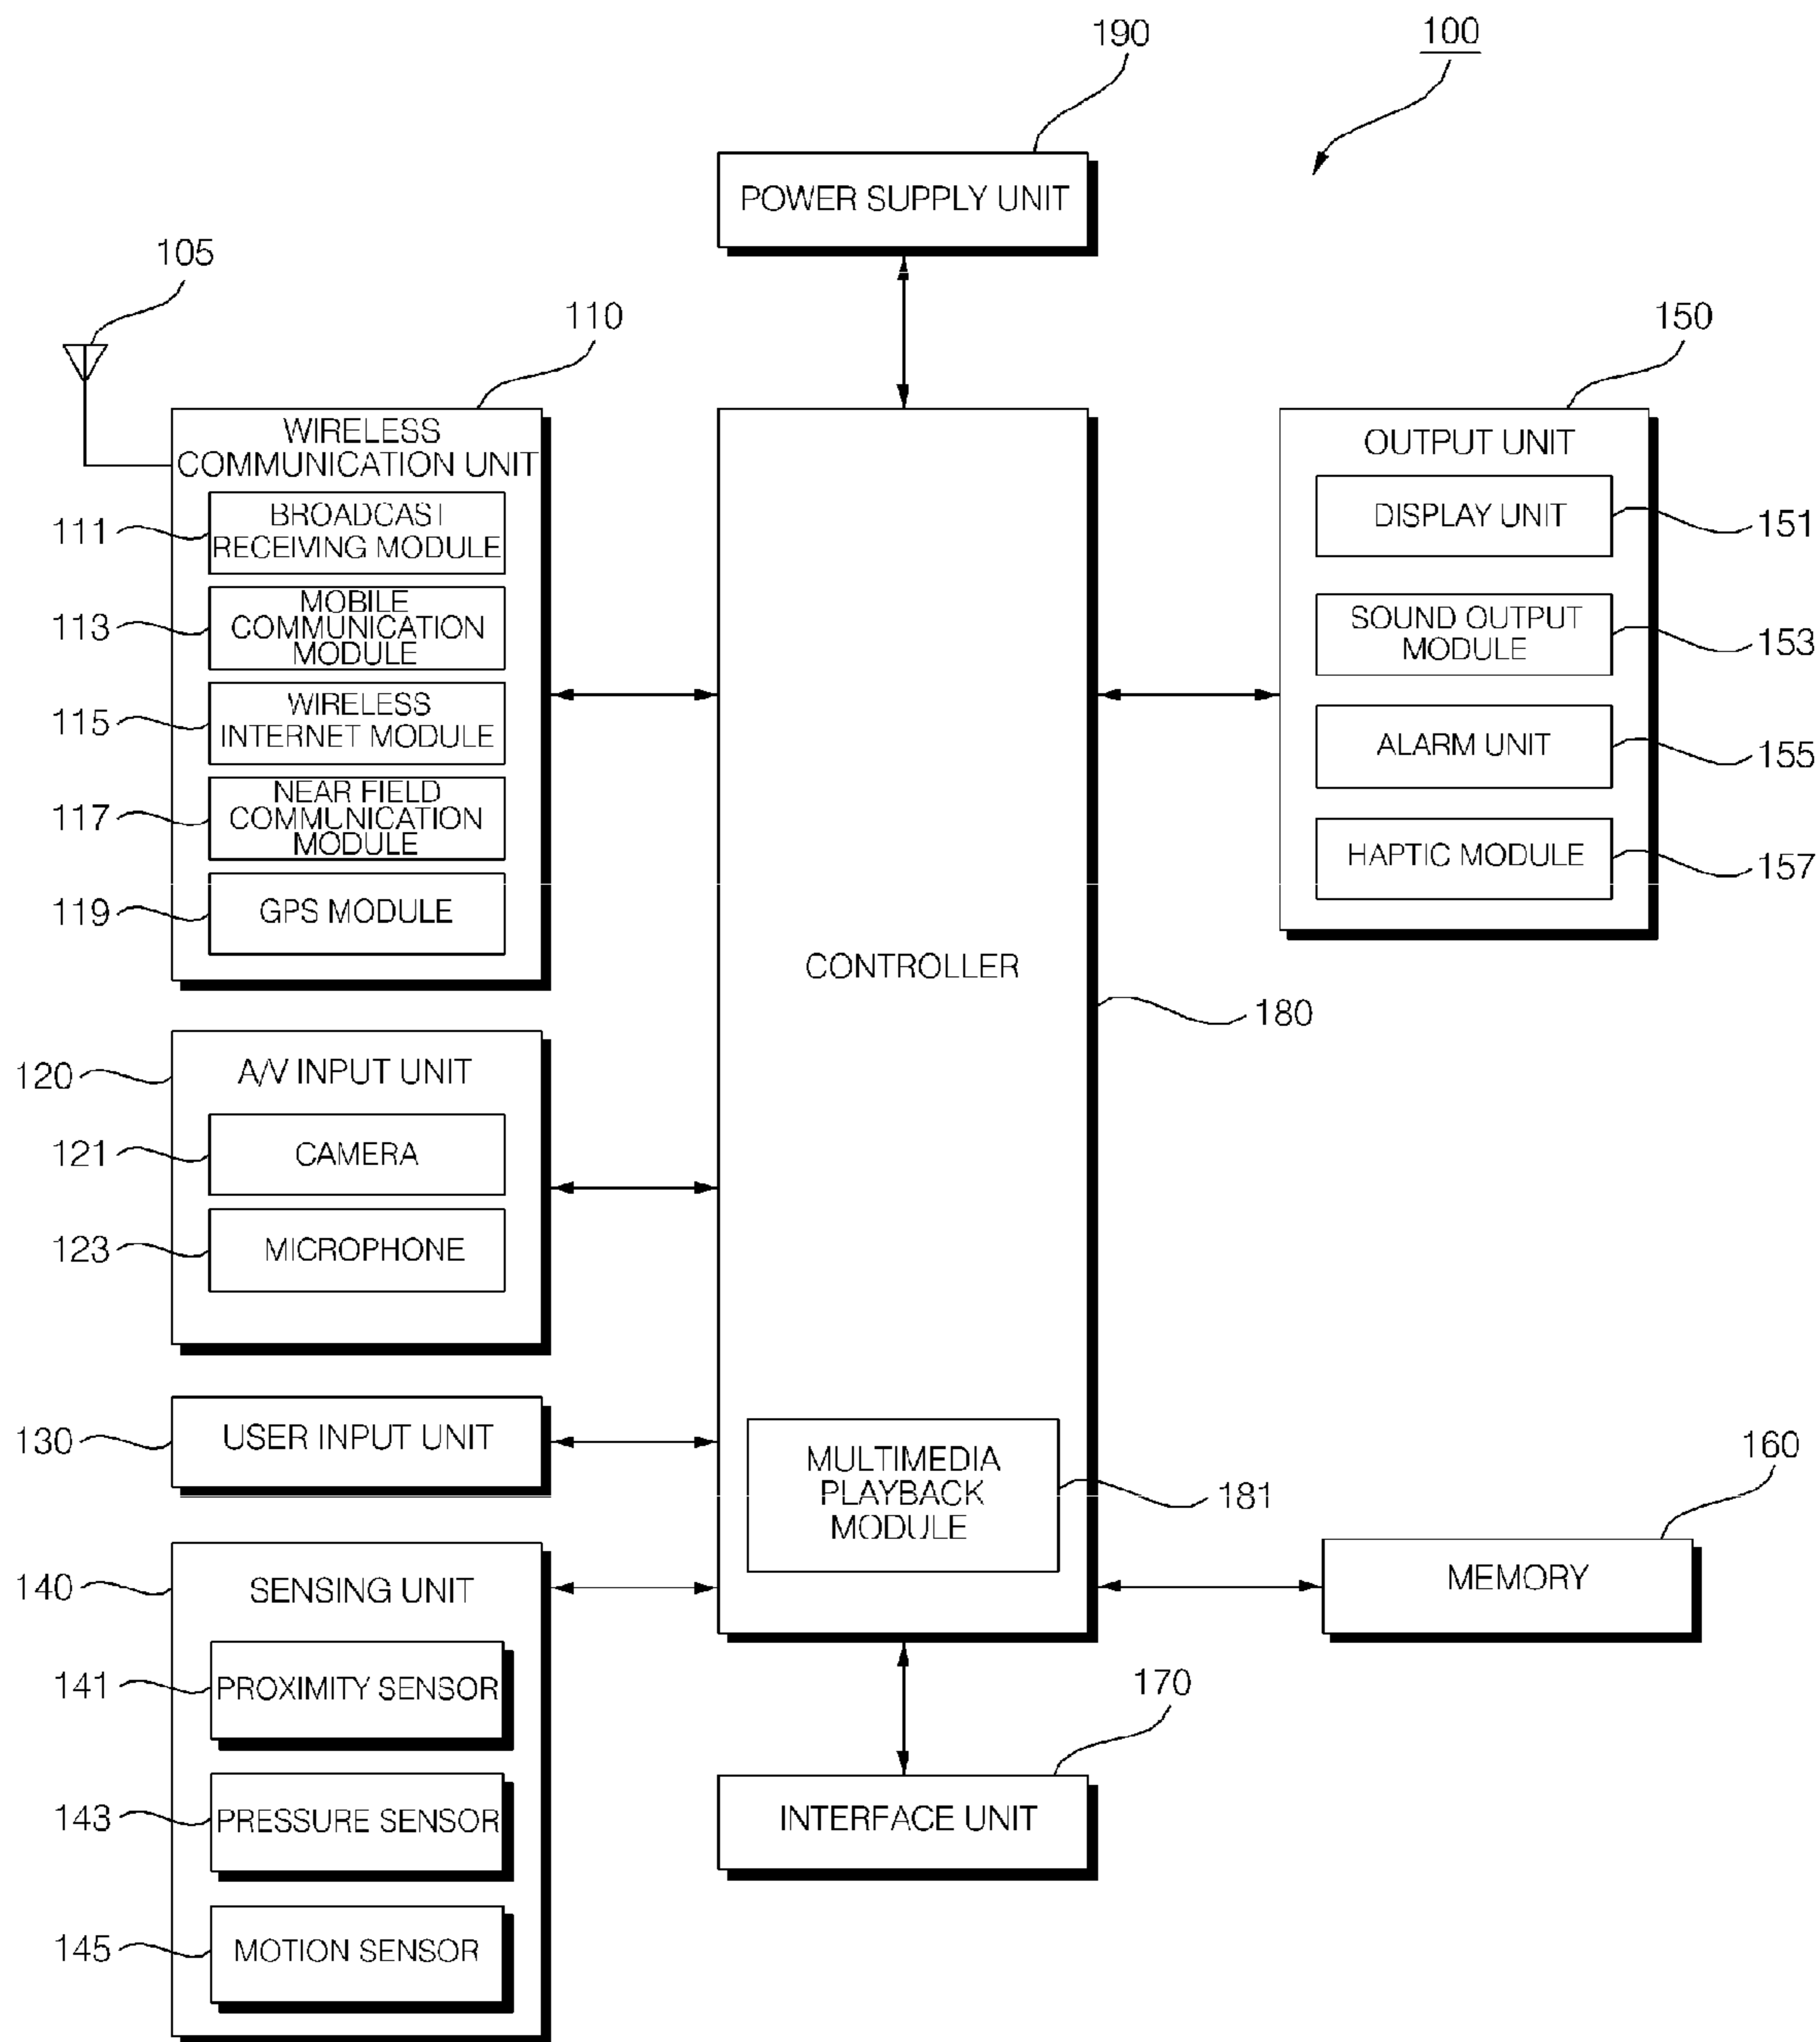 190
100
POWER SUPPLY UNIT
105
110
150
WIRELESS
COMMUNICATION UNIT
111
BROADCAST
RECEIVING MODULE
113
MOBILE
COMMUNICATION
MODULE
115
WIRELESS
INTERNET MODULE
117
NEAR FIELD
COMMUNICATION
MODULE
119
GPS MODULE
OUTPUT UNIT
DISPLAY UNIT
151
SOUND OUTPUT
MODULE
153
ALARM UNIT
155
HAPTIC MODULE
157
CONTROLLER
180
120
A/V INPUT UNIT
121
CAMERA
123
MICROPHONE
130
USER INPUT UNIT
MULTIMEDIA
PLAYBACK
MODULE
181
160
MEMORY
140
SENSING UNIT
141
PROXIMITY SENSOR
143
PRESSURE SENSOR
145
MOTION SENSOR
170
INTERFACE UNIT